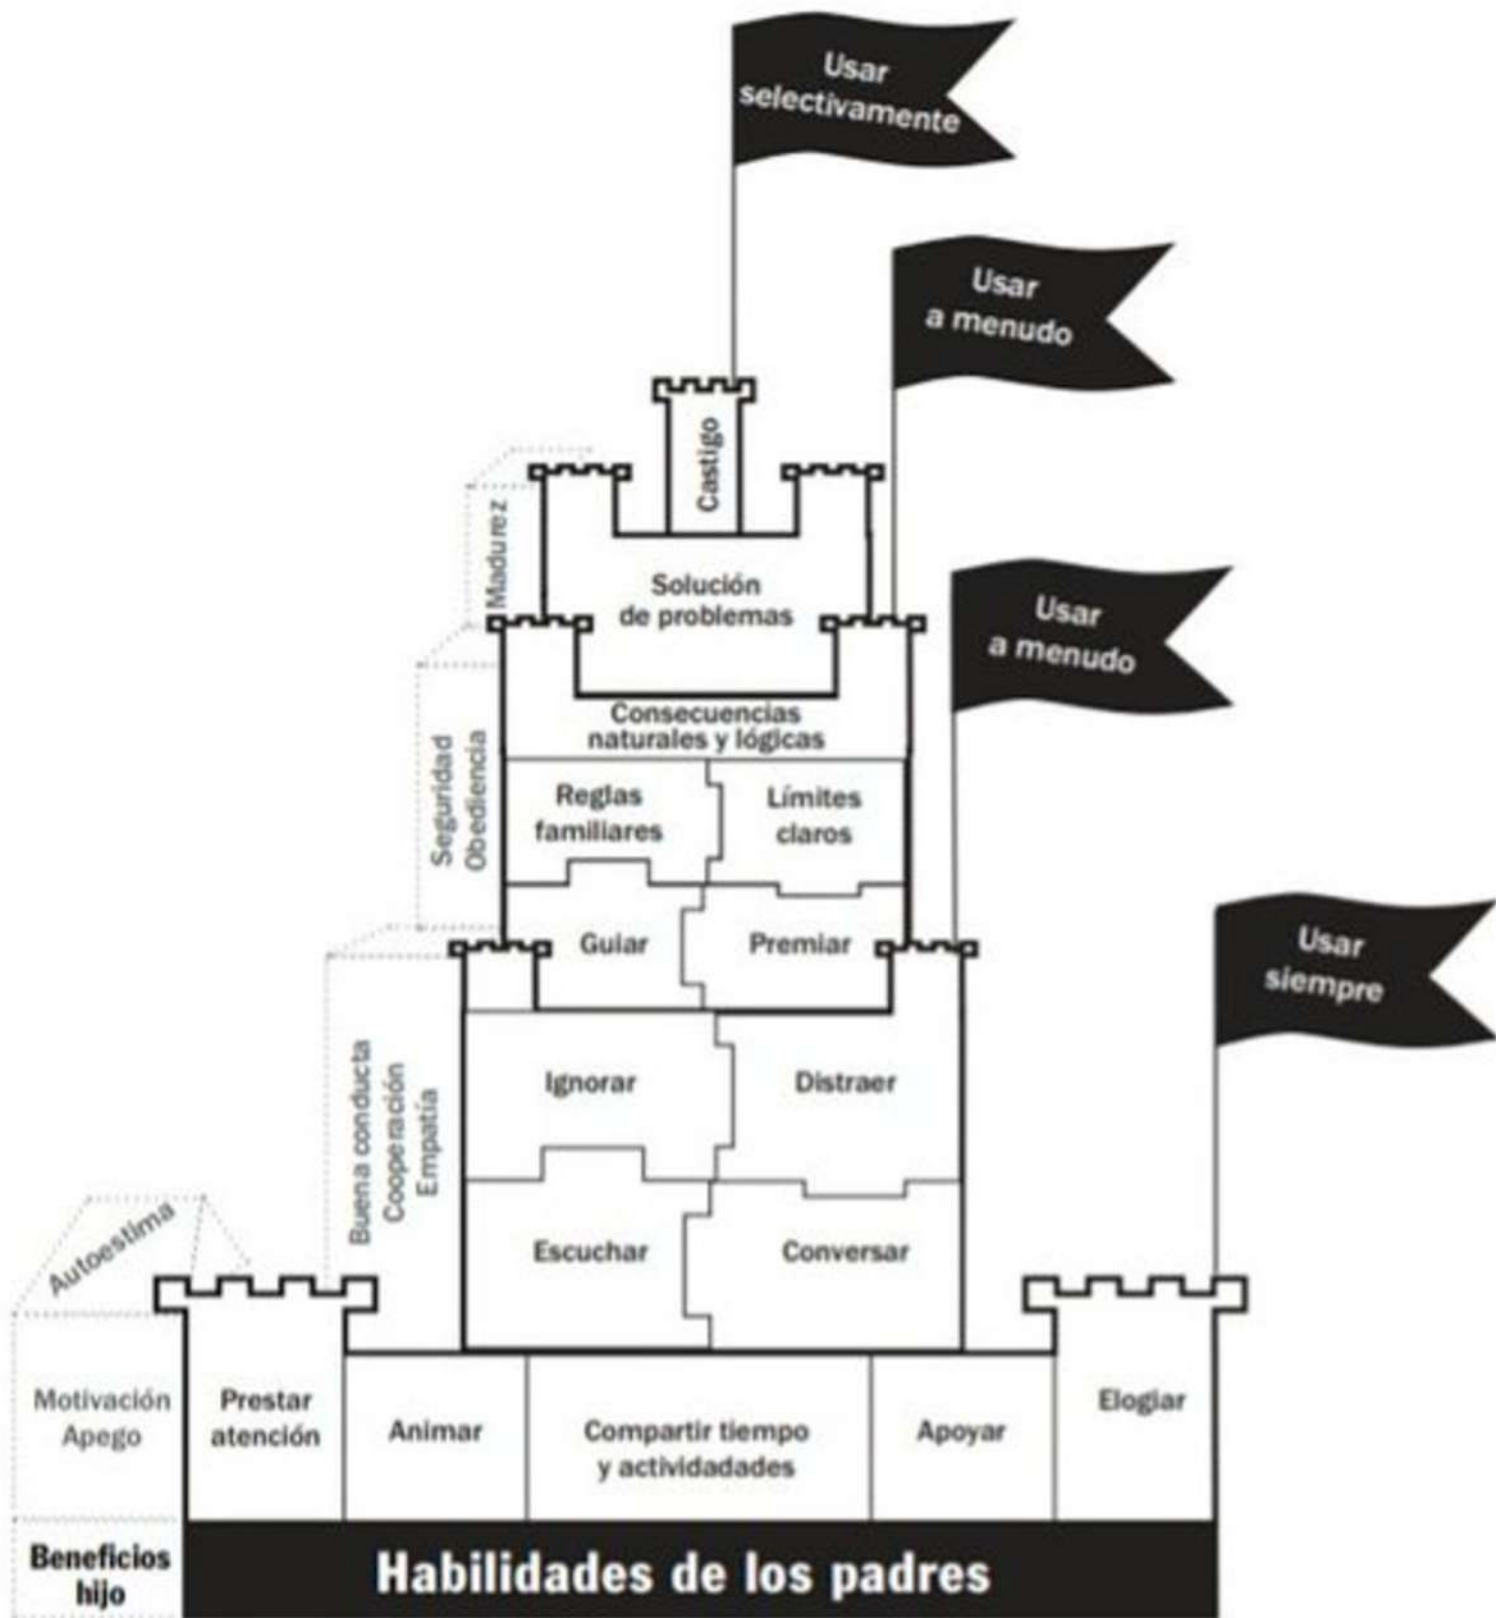 Usar
selectivamente
Usar
a menudo
Castigo
Madurez
Solución
de problemas
Usar
a menudo
Consecuencias
naturales y lógicas
Seguridad
Obediencia
Reglas
familiares
Límites
claros
Guiar
Premiar
Usar
siempre
Buena conducta
Cooperación
Empatía
Ignorar
Distraer
Escuchar
Conversar
Autoestima
Motivación
Apego
Prestar
atención
Animar
Compartir tiempo
y actividadades
Apoyar
Elogiar
Beneficios
hijo
Habilidades de los padres